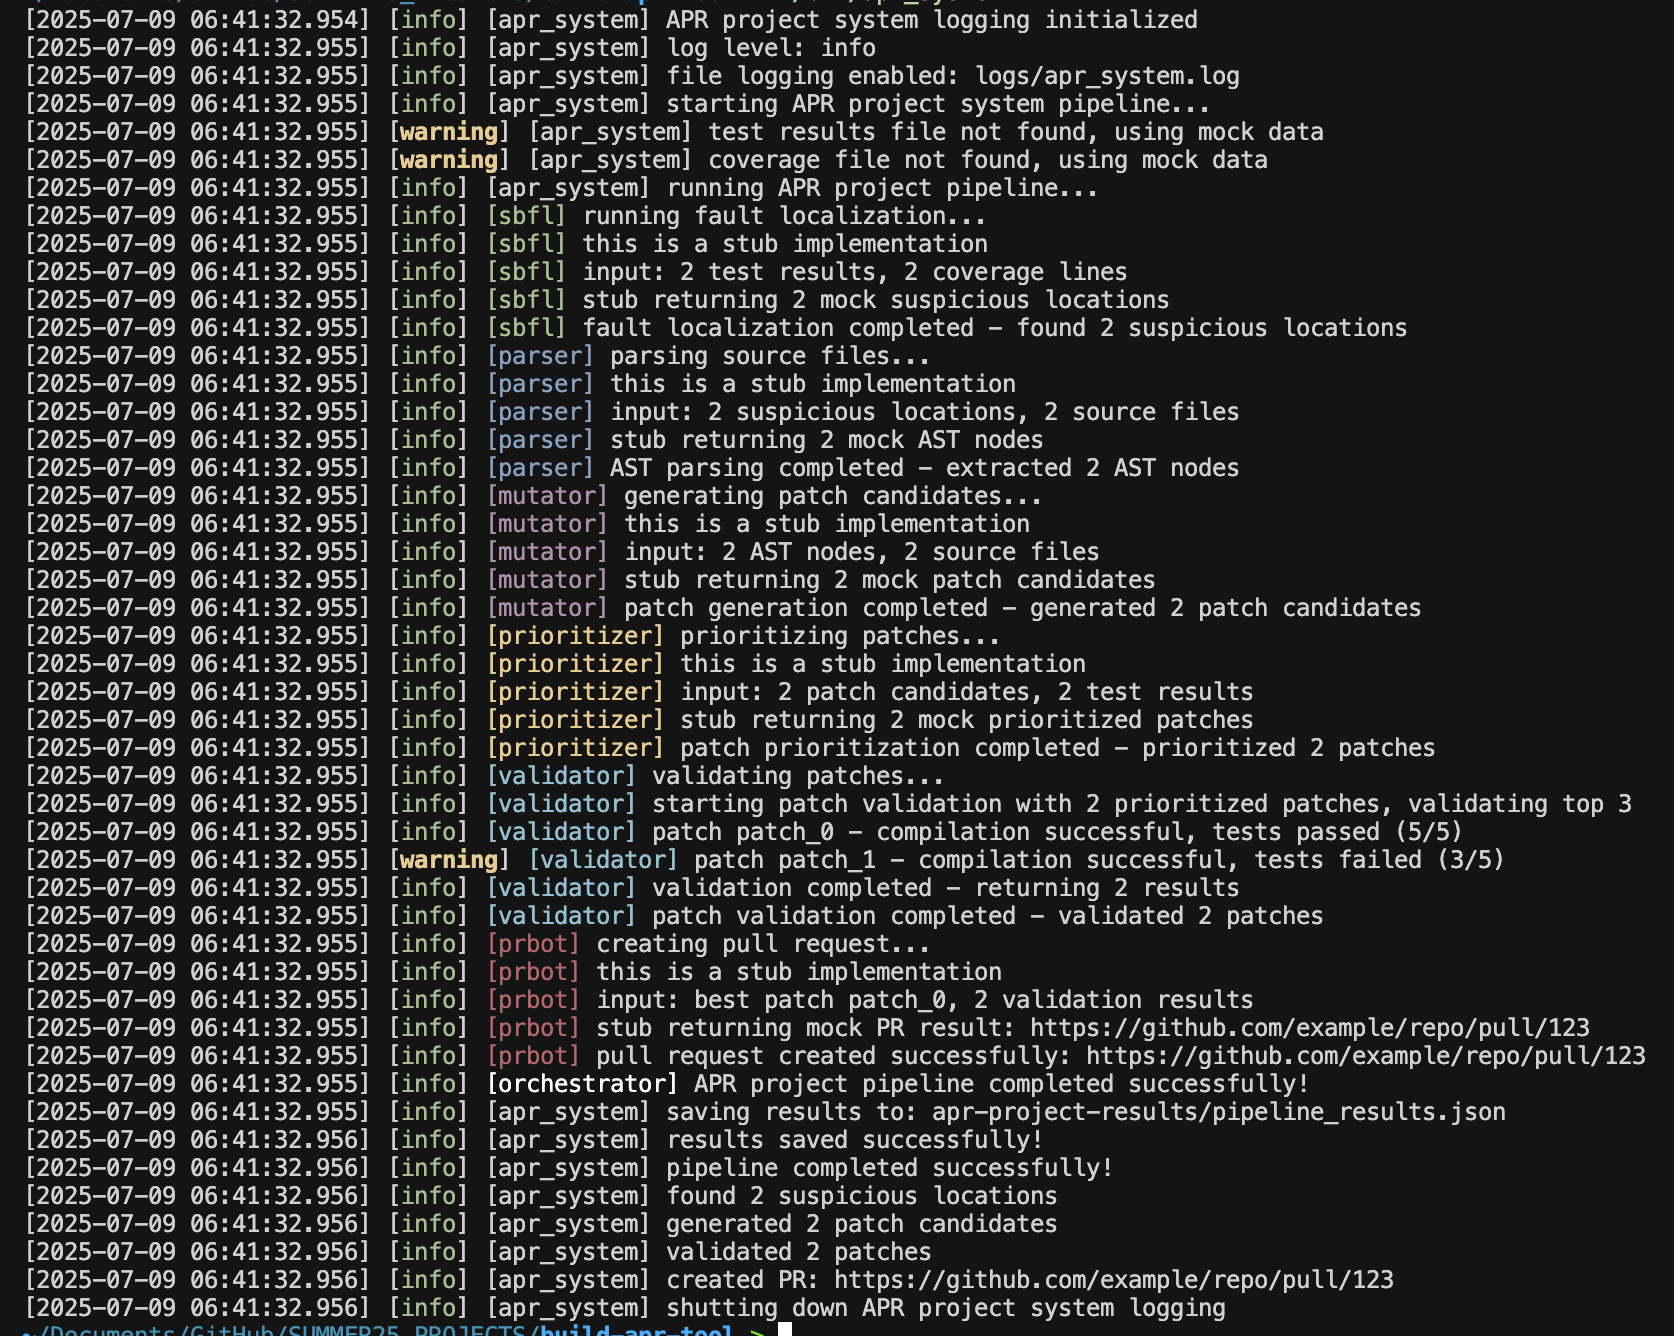 [2025-07-09 06:41:32.954] [info] [apr_system] APR project system logging initialized
[2025-07-09 06:41:32.955] [info] [apr_system] log level: info
[2025-07-09 06:41:32.955] [info] [apr_system] file logging enabled: logs/apr_system.log
[2025-07-09 06:41:32.955] [info] [apr_system] starting APR project system pipeline...
[2025-07-09 06:41:32.955] [warning] [apr_system] test results file not found, using mock data
[2025-07-09 06:41:32.955] [warning] [apr_system] coverage file not found, using mock data
[2025-07-09 06:41:32.955] [info] [apr_system] running APR project pipeline...
[2025-07-09 06:41:32.955] [info] [sbfl] running fault localization...
[2025-07-09 06:41:32.955] [info] [sbfl] this is a stub implementation
[2025-07-09 06:41:32.955] [info] [sbfl] input: 2 test results, 2 coverage lines
[2025-07-09 06:41:32.955] [info] [sbfl] stub returning 2 mock suspicious locations
[2025-07-09 06:41:32.955] [info] [sbfl] fault localization completed - found 2 suspicious locations
[2025-07-09 06:41:32.955] [info] [parser] parsing source files...
[2025-07-09 06:41:32.955] [info] [parser] this is a stub implementation
[2025-07-09 06:41:32.955] [info] [parser] input: 2 suspicious locations, 2 source files
[2025-07-09 06:41:32.955] [info] [parser] stub returning 2 mock AST nodes
[2025-07-09 06:41:32.955] [info] [parser] AST parsing completed - extracted 2 AST nodes
[2025-07-09 06:41:32.955] [info] [mutator] generating patch candidates...
[2025-07-09 06:41:32.955] [info] [mutator] this is a stub implementation
[2025-07-09 06:41:32.955] [info] [mutator] input: 2 AST nodes, 2 source files
[2025-07-09 06:41:32.955] [info] [mutator] stub returning 2 mock patch candidates
[2025-07-09 06:41:32.955] [info] [mutator] patch generation completed - generated 2 patch candidates
[2025-07-09 06:41:32.955] [info] [prioritizer] prioritizing patches...
[2025-07-09 06:41:32.955] [info] [prioritizer] this is a stub implementation
[2025-07-09 06:41:32.955] [info] [prioritizer] input: 2 patch candidates, 2 test results
[2025-07-09 06:41:32.955] [info] [prioritizer] stub returning 2 mock prioritized patches
[2025-07-09 06:41:32.955] [info] [prioritizer] patch prioritization completed - prioritized 2 patches
[2025-07-09 06:41:32.955] [info] [validator] validating patches...
[2025-07-09 06:41:32.955] [info] [validator] starting patch validation with 2 prioritized patches, validating top 3
[2025-07-09 06:41:32.955] [info] [validator] patch patch_0 - compilation successful, tests passed (5/5)
[2025-07-09 06:41:32.955] [warning] [validator] patch patch_1 - compilation successful, tests failed (3/5)
[2025-07-09 06:41:32.955] [info] [validator] validation completed - returning 2 results
[2025-07-09 06:41:32.955] [info] [validator] patch validation completed - validated 2 patches
[2025-07-09 06:41:32.955] [info] [prbot] creating pull request...
[2025-07-09 06:41:32.955] [info] [prbot] this is a stub implementation
[2025-07-09 06:41:32.955] [info] [prbot] input: best patch patch_0, 2 validation results
[2025-07-09 06:41:32.955] [info] [prbot] stub returning mock PR result: https://github.com/example/repo/pull/123
[2025-07-09 06:41:32.955] [info] [prbot] pull request created successfully: https://github.com/example/repo/pull/123
[2025-07-09 06:41:32.955] [info] [orchestrator] APR project pipeline completed successfully!
[2025-07-09 06:41:32.955] [info] [apr_system] saving results to: apr-project-results/pipeline_results.json
[2025-07-09 06:41:32.956] [info] [apr_system] results saved successfully!
[2025-07-09 06:41:32.956] [info] [apr_system] pipeline completed successfully!
[2025-07-09 06:41:32.956] [info] [apr_system] found 2 suspicious locations
[2025-07-09 06:41:32.956] [info] [apr_system] generated 2 patch candidates
[2025-07-09 06:41:32.956] [info] [apr_system] validated 2 patches
[2025-07-09 06:41:32.956] [info] [apr_system] created PR: https://github.com/example/repo/pull/123
[2025-07-09 06:41:32.956] [info] [apr_system] shutting down APR project system logging
~/Documents/GitHub/SUMMER25_PROJECTS/build-apr-tool >